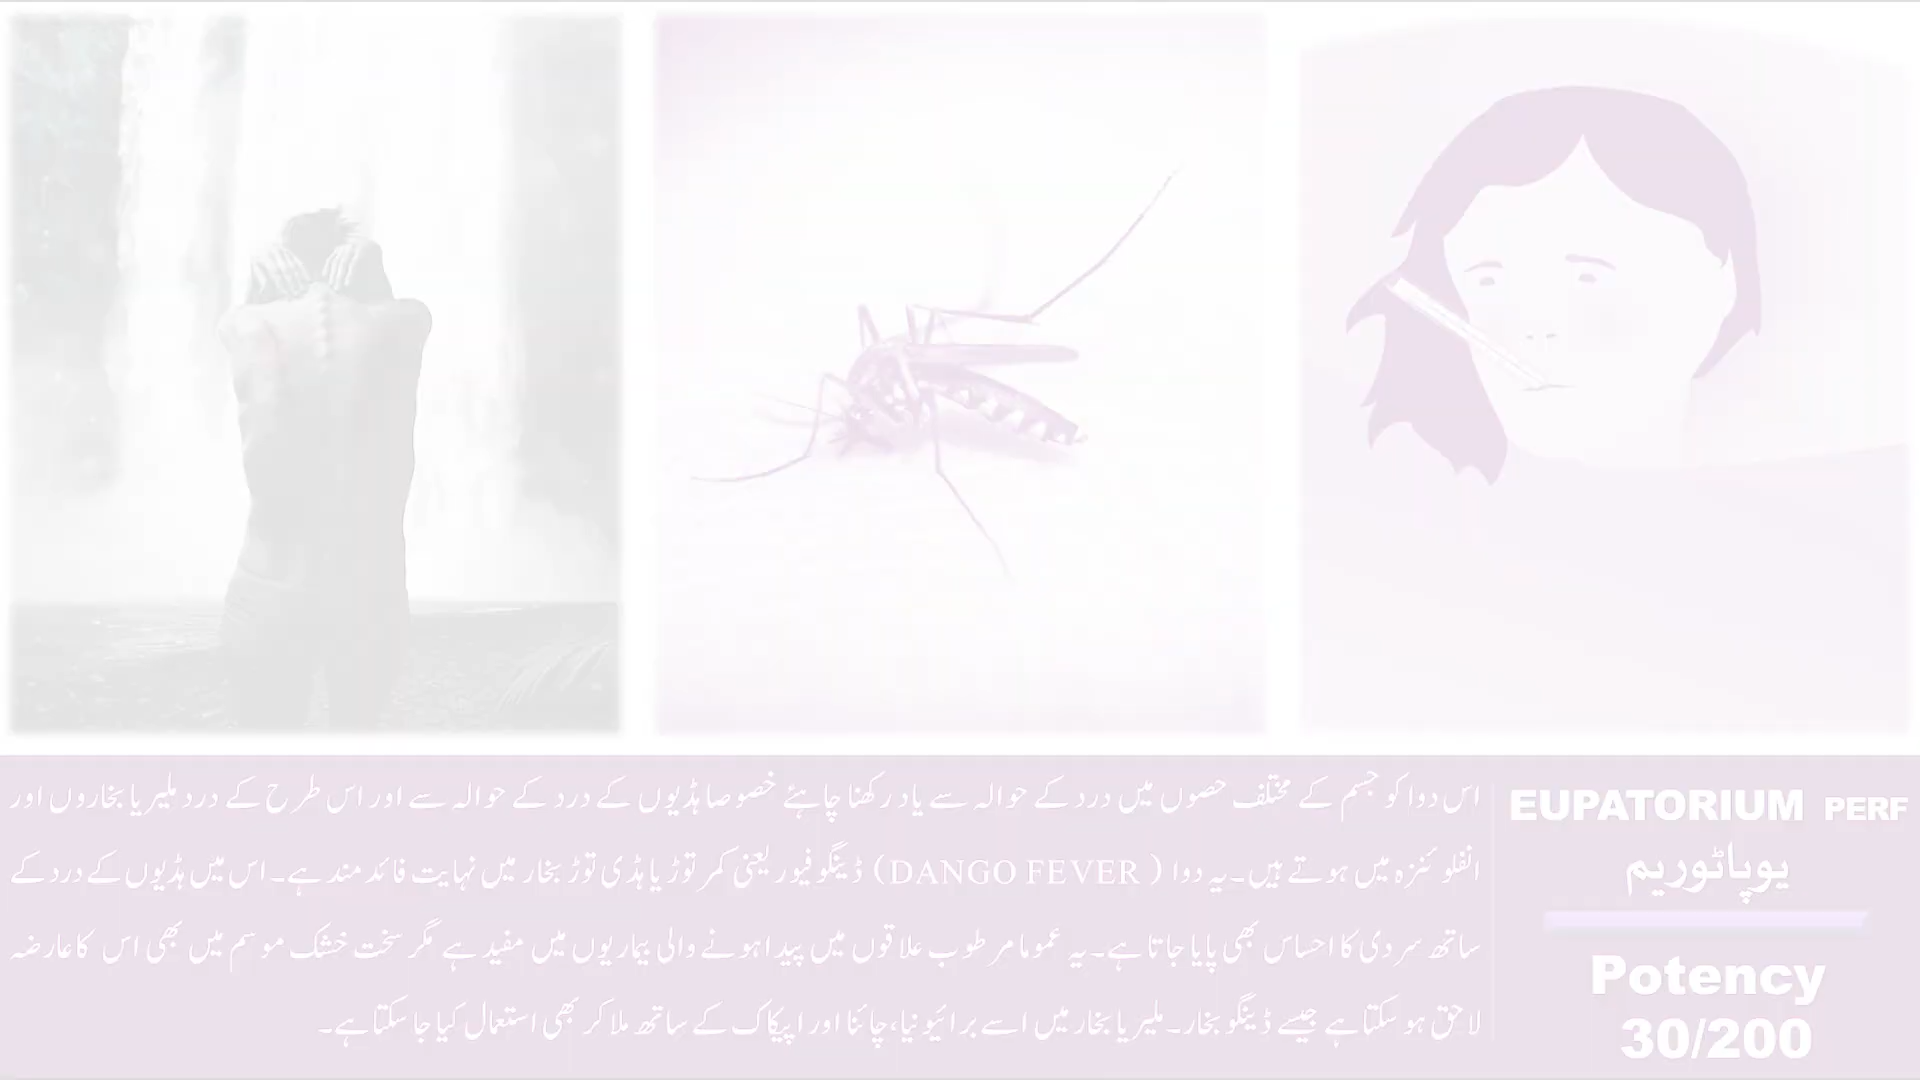 اس دوا کو جسم کے مختلف حصوں میں درد کے حوالہ سے یاد رکھنا چاہئے خصوصا ہڈیوں کے درد کے حوالہ سے اور اس طرح کے درد ملیریا بخاروں اور
انفلوئنزہ میں ہوتے ہیں۔یہ دوا ( DANGO FEVER) ڈینگو فیور یعنی کمر توڑ یا ہڈی توڑ بخار میں نہایت فائد مند ہے۔اس میں ہڈیوں کے درد کے
ساتھ سردی کا احساس بھی پایا جاتا ہے۔یہ عموما مرطوب علاقوں میں پیدا ہونے والی بیماریوں میں مفید ہے مگر سخت خشک موسم میں بھی اس کا عارضہ
لاحق ہو سکتا ہے جیسے ڈینگو بخار۔ملیریا بخار میں اسے برائیونیا،چائنا اور اپیکاک کے ساتھ ملا کر بھی استعمال کیا جا سکتا ہے۔
EUPATORIUM PERF
یوپاٹوریم
Potency
30/200